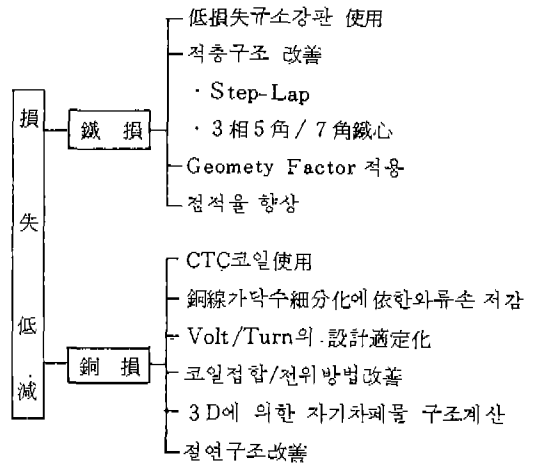 損失低減
鐵 損
低損失규소강판 使用
적층구조 改善
· Step-Lap
· 3相5角/7角鐵心
Geomety Factor 적용
점적율 향상
銅 損
CTC코일使用
銅線가닥수細分化에依한와류손 저감
Volt/Turn의 設計適定化
코일접합/전위방법改善
3D에 의한 자기차폐물 구조계산
절연구조改善